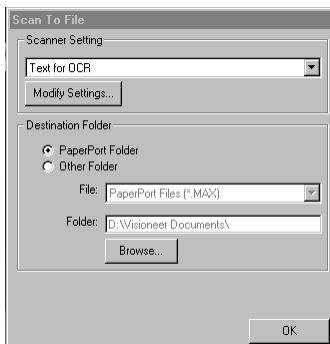 Scan To File
Scanner Setting
Text for OCR
Modify Settings...
Destination Folder
PaperPort Folder
Other Folder
File: PaperPort Files (*.MAX)
Folder: D:\Visioneer Documents\
Browse...
OK